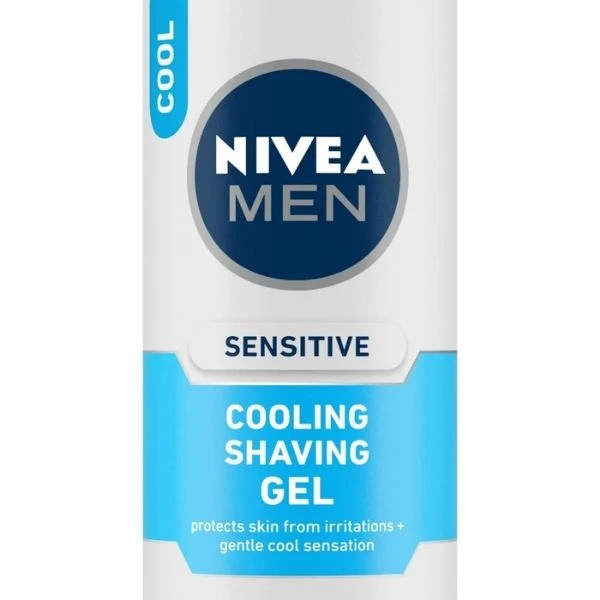 COOL
NIVEA
MEN
SENSITIVE
COOLING
SHAVING
GEL
protects skin from irritations +
gentle cool sensation